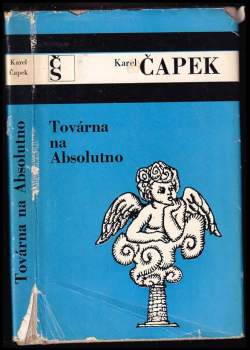 Karel
Čapek
Továrna na Absolutno
ČS
Karel ČAPEK
Továrna
na
Absolutno